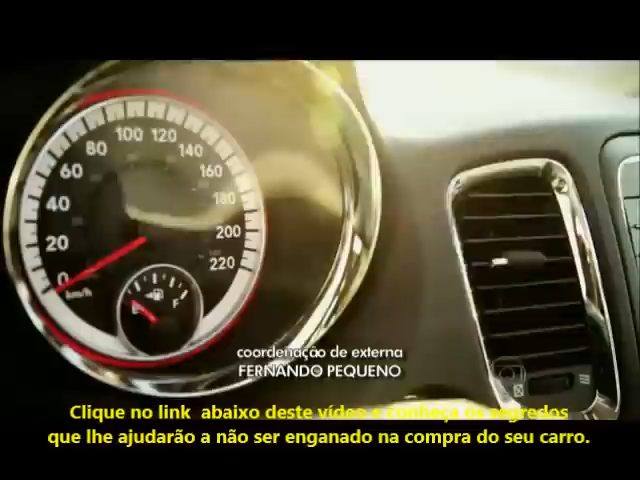 100 120
80 140
60 160
40 180
20 200
0 220
km/h
E F
coordenação de externa
FERNANDO PEQUENO
Clique no link abaixo deste vídeo e conheça os segredos
que lhe ajudarão a não ser enganado na compra do seu carro.